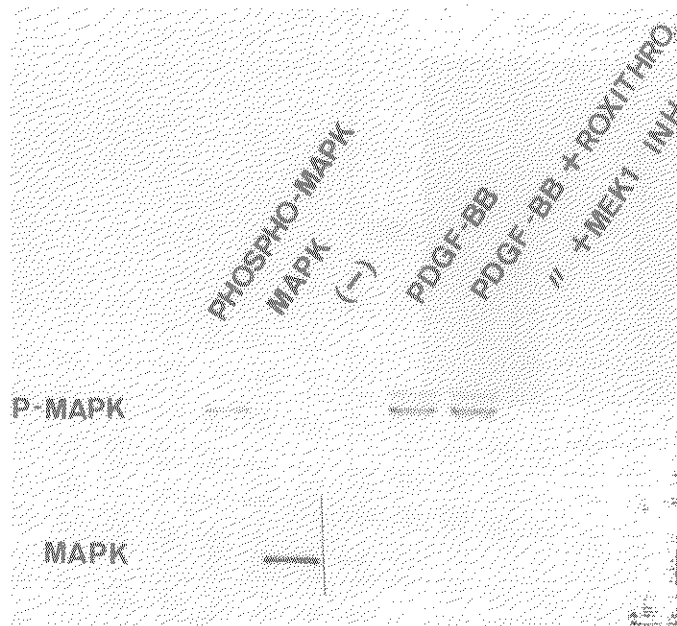 PHOSPHO-MAPK
MAPK
(-)
PDGF-BB
PDGF-BB + ROXITHRO
" +MEK1 INH
P-MAPK
MAPK